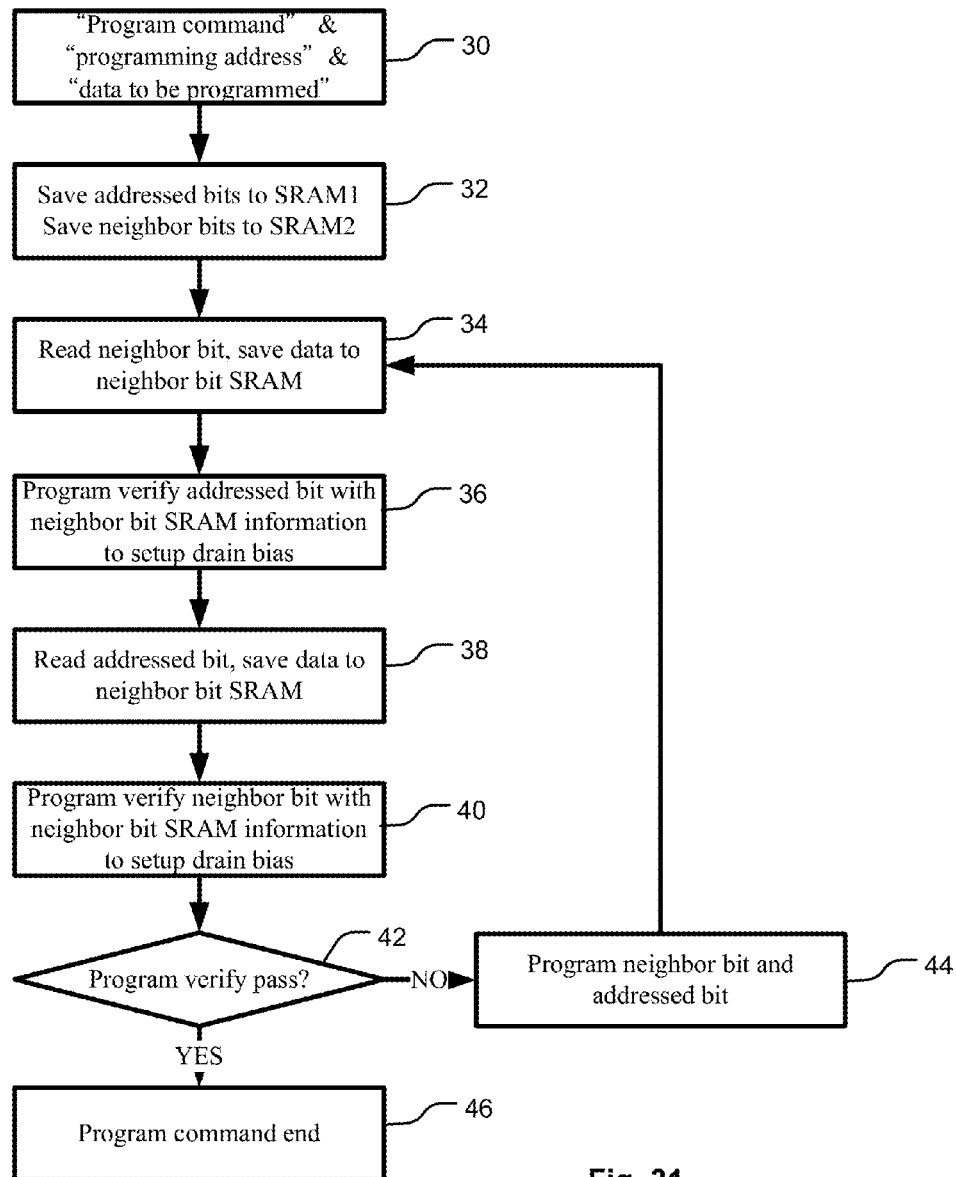 “Program command” &
“programming address” &
“data to be programmed”
30
Save addressed bits to SRAM1
Save neighbor bits to SRAM2
32
34
Read neighbor bit, save data to
neighbor bit SRAM
Program verify addressed bit with
neighbor bit SRAM information
to setup drain bias
36
Read addressed bit, save data to
neighbor bit SRAM
38
Program verify neighbor bit with
neighbor bit SRAM information
to setup drain bias
40
42
Program verify pass?
NO
Program neighbor bit and
addressed bit
44
YES
Program command end
46